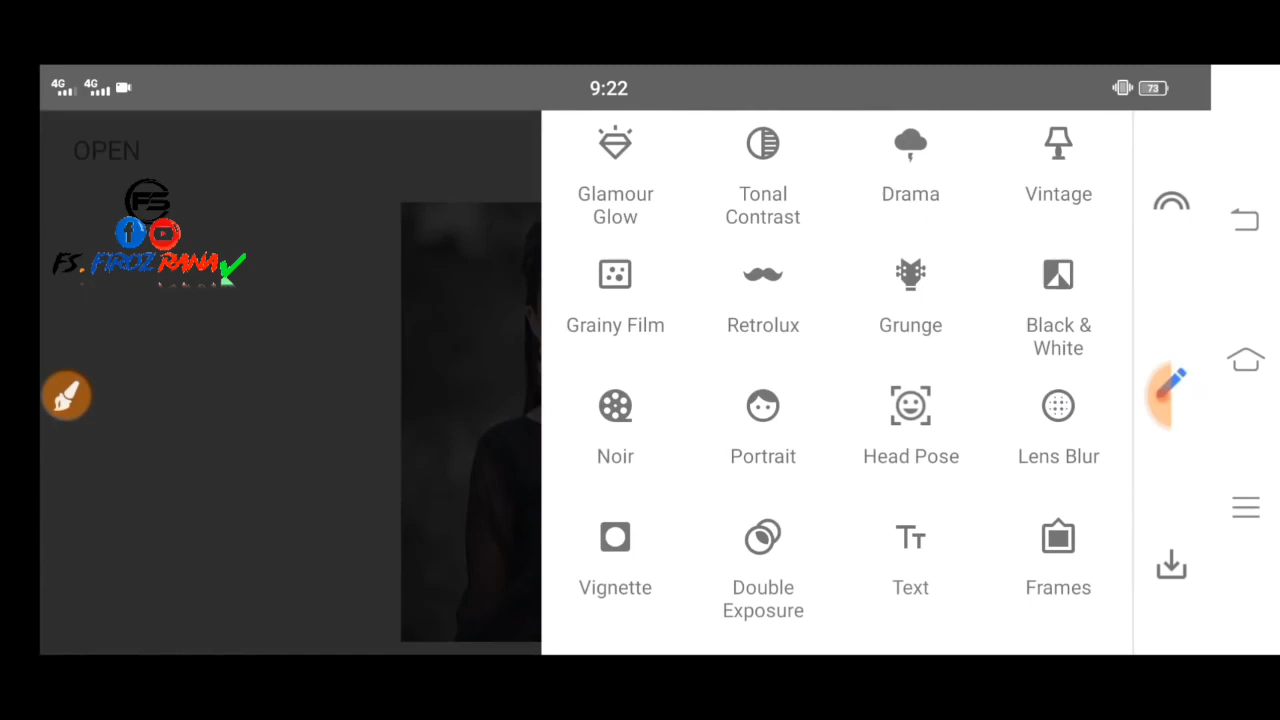 4G 4G 9:22 73
OPEN
FS
FS. FIROZ RANA
Glamour
Glow
Tonal
Contrast
Drama
Vintage
Grainy Film
Retrolux
Grunge
Black &
White
Noir
Portrait
Head Pose
Lens Blur
Vignette
Double
Exposure
Text
Frames